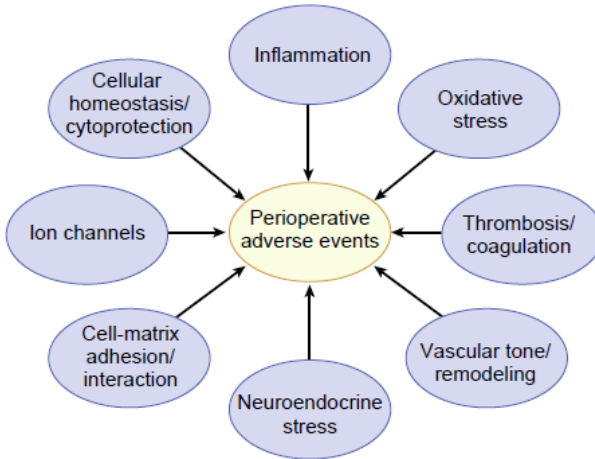 Inflammation
Cellular
homeostasis/
cytoprotection
Oxidative
stress
Perioperative
adverse events
Ion channels
Thrombosis/
coagulation
Cell-matrix
adhesion/
interaction
Vascular tone/
remodeling
Neuroendocrine
stress